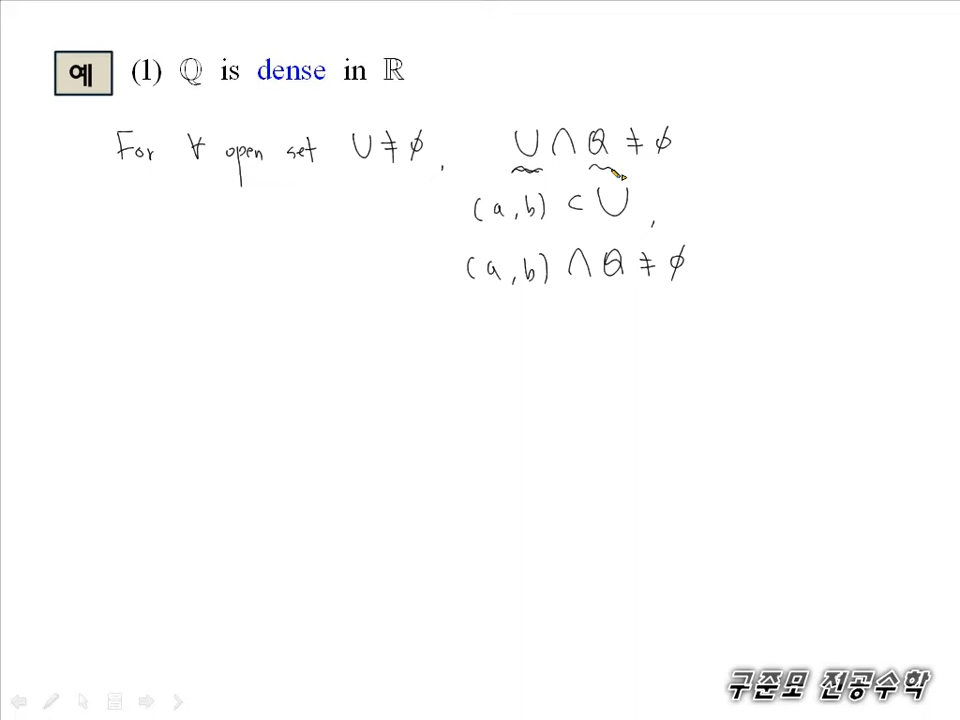 예 (1) ℚ is dense in ℝ
For ∀ open set U ≠ ϕ, U ∩ ℚ ≠ ϕ
(a, b) ⊂ U,
(a, b) ∩ ℚ ≠ ϕ
구준모 전공수학